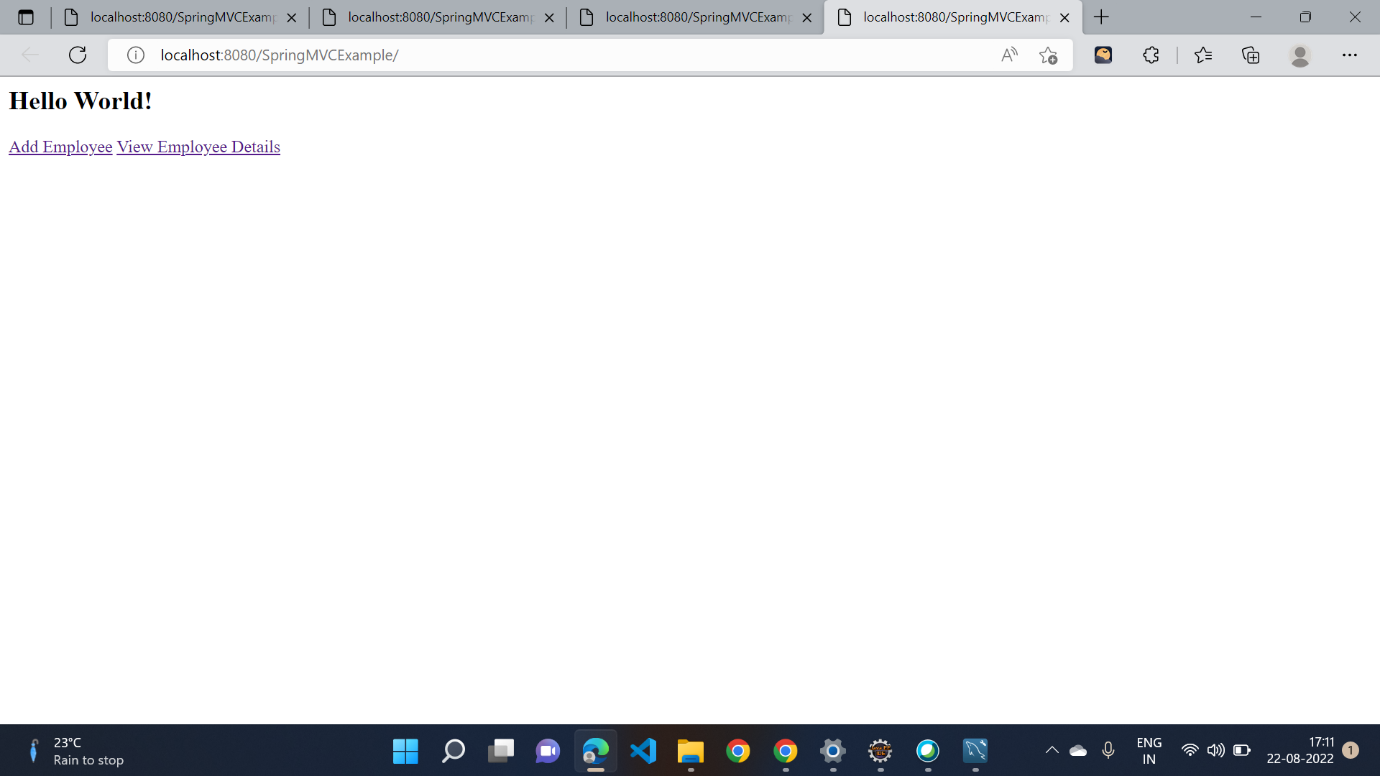 localhost:8080/SpringMVCExamp
localhost:8080/SpringMVCExamp
localhost:8080/SpringMVCExamp
localhost:8080/SpringMVCExamp
localhost:8080/SpringMVCExample/
Hello World!
Add Employee View Employee Details
23°C
Rain to stop
ENG
IN
17:11
22-08-2022
1